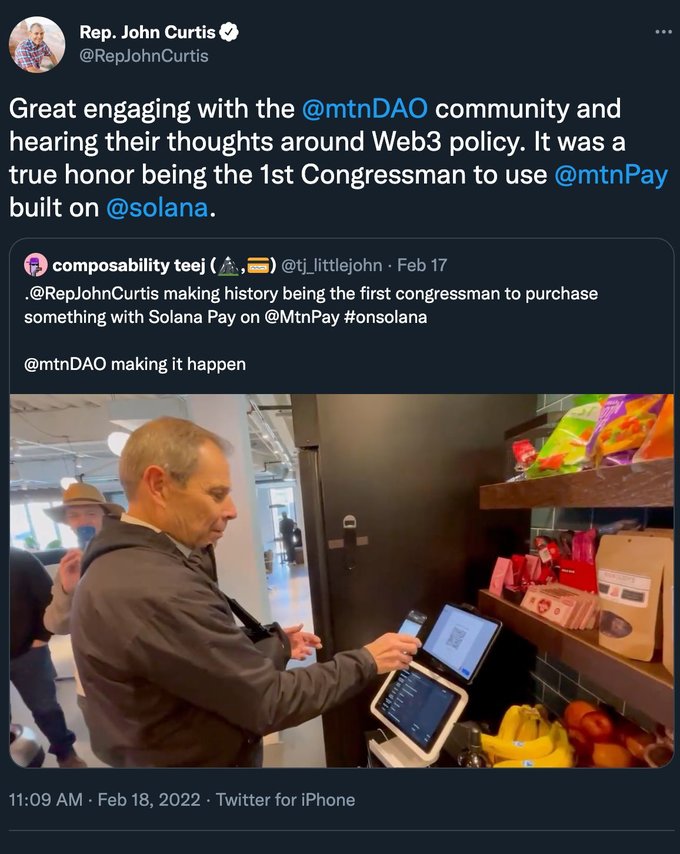 Rep. John Curtis
@RepJohnCurtis
Great engaging with the @mtnDAO community and
hearing their thoughts around Web3 policy. It was a
true honor being the 1st Congressman to use @mtnPay
built on @solana.
composability teej (⛰,💳) @tj_littlejohn · Feb 17
.@RepJohnCurtis making history being the first congressman to purchase
something with Solana Pay on @MtnPay #onsolana
@mtnDAO making it happen
11:09 AM · Feb 18, 2022 · Twitter for iPhone